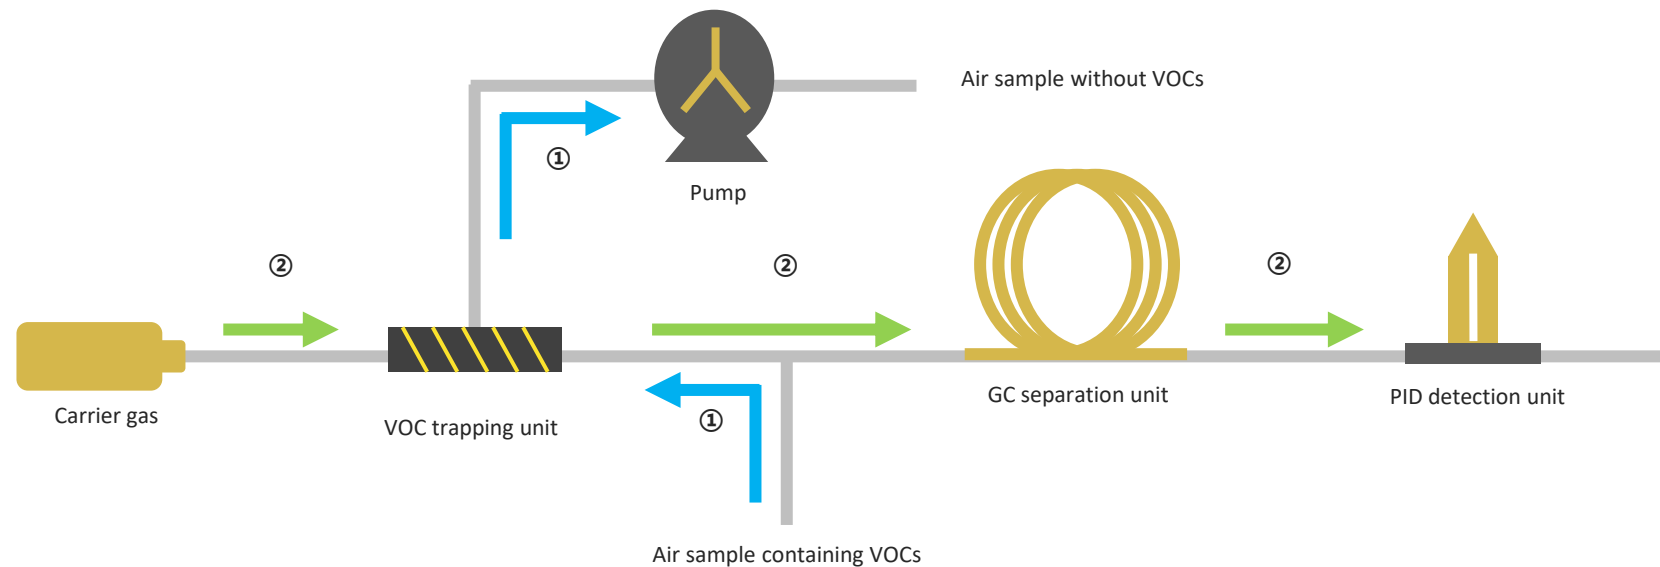 Air sample without VOCs
①
Pump
②
②
②
Carrier gas
VOC trapping unit
①
GC separation unit
PID detection unit
Air sample containing VOCs